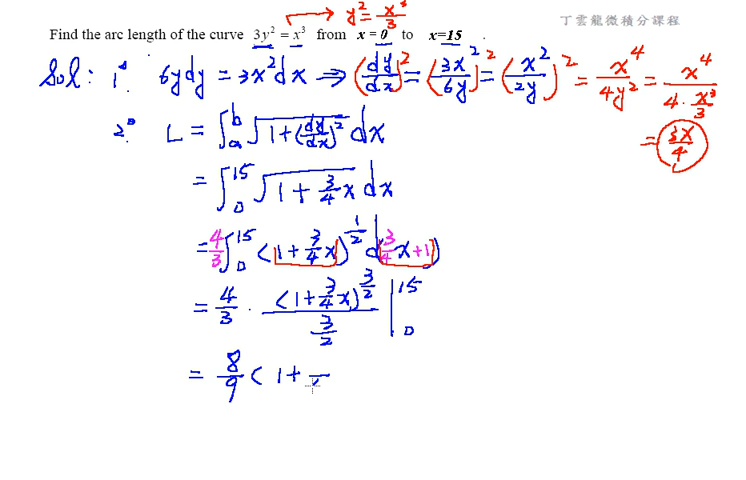 y² = x³/3
丁雲龍微積分課程
Find the arc length of the curve 3y² = x³ from x = 0 to x=15 .
Sol: 1° 6ydy = 3x²dx ⇒ (dy/dx)² = (3x²/6y)² = (x²/2y)² = x⁴/4y² = x⁴/(4·x³/3)
= 3x/4
2° L = ∫ₐᵇ √(1+(dy/dx)²) dx
= ∫₀¹⁵ √(1+3/4 x) dx
= 4/3 ∫₀¹⁵ (1+3/4 x)^(1/2) d(3/4 x+1)
= 4/3 · (1+3/4 x)^(3/2) / (3/2) |₀¹⁵
= 8/9 (1+